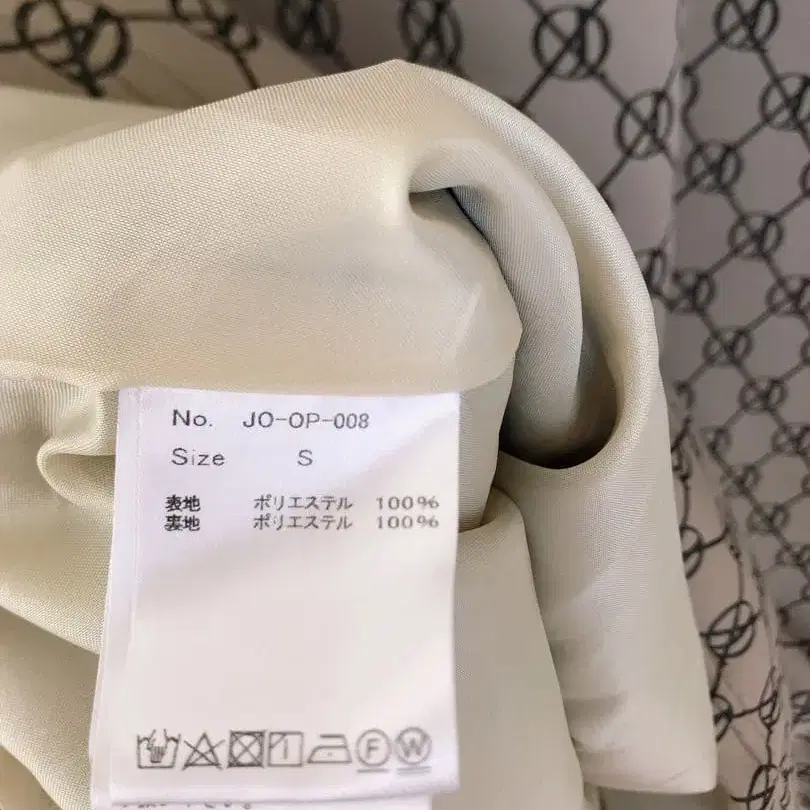 No. JO-OP-008
Size S
表地 ポリエステル 100%
裏地 ポリエステル 100%
F W